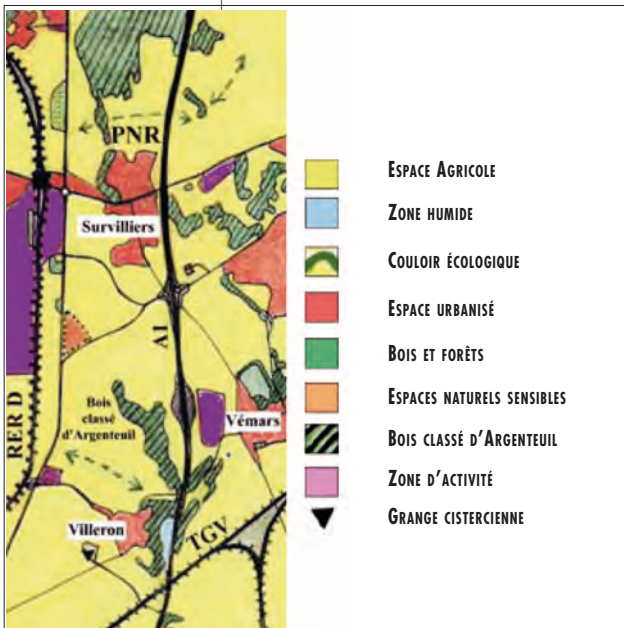 PNR
Survilliers
A1
Bois
classé
d'Argenteuil
Vémars
RER D
Villeron
TGV
ESPACE AGRICOLE
ZONE HUMIDE
COULOIR ÉCOLOGIQUE
ESPACE URBANISÉ
BOIS ET FORÊTS
ESPACES NATURELS SENSIBLES
BOIS CLASSÉ D'ARGENTEUIL
ZONE D'ACTIVITÉ
GRANGE CISTERCIENNE